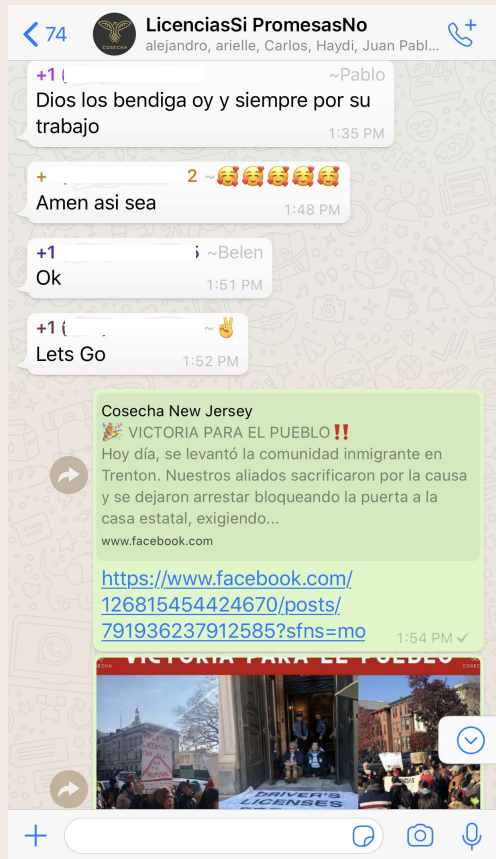 74
LicenciasSi PromesasNo
alejandro, arielle, Carlos, Haydi, Juan Pabl...
COSECHA
+1 ( ~Pablo
Dios los bendiga oy y siempre por su
trabajo
1:35 PM
+ 2 ~🥰🥰🥰🥰🥰
Amen asi sea
1:48 PM
+1 ~Belen
Ok
1:51 PM
+1 ( ~✌️
Lets Go
1:52 PM
Cosecha New Jersey
🎉 VICTORIA PARA EL PUEBLO‼️
Hoy día, se levantó la comunidad inmigrante en
Trenton. Nuestros aliados sacrificaron por la causa
y se dejaron arrestar bloqueando la puerta a la
casa estatal, exigiendo...
www.facebook.com
https://www.facebook.com/
126815454424670/posts/
791936237912585?sfns=mo
1:54 PM ✓
VICTORIA PARA EL PUEBLO
LICENCIAS
DRIVER'S
LICENSES